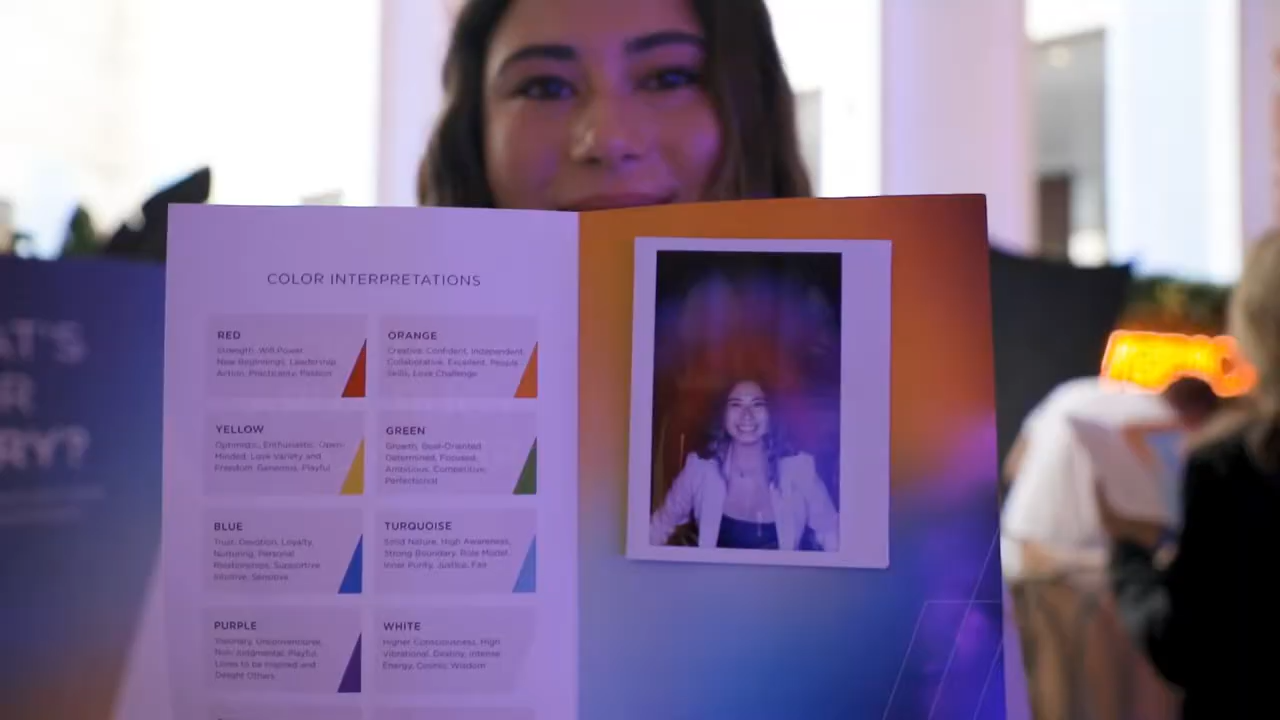 AT'S
R
RY?
COLOR INTERPRETATIONS
RED
Strength, Will Power,
New Beginnings, Leadership,
Action, Practicality, Passion
ORANGE
Creative, Confident, Independent,
Collaborative, Excellent, People
Skills, Love Challenge
YELLOW
Optimistic, Enthusiastic, Open-
Minded, Love Variety and
Freedom, Generous, Playful
GREEN
Growth, Goal-Oriented
Determined, Focused,
Ambitious, Competitive,
Perfectionist
BLUE
Trust, Devotion, Loyalty,
Nurturing, Personal
Relationships, Supportive
Intuitive, Sensitive
TURQUOISE
Solid Nature, High Awareness,
Strong Boundary, Role Model,
Inner Purity, Justice, Fair
PURPLE
Visionary, Unconventional,
Non-Judgmental, Playful,
Loves to be Inspired and
Delight Others
WHITE
Higher Consciousness, High
Vibrational, Destiny, Intense
Energy, Cosmic Wisdom